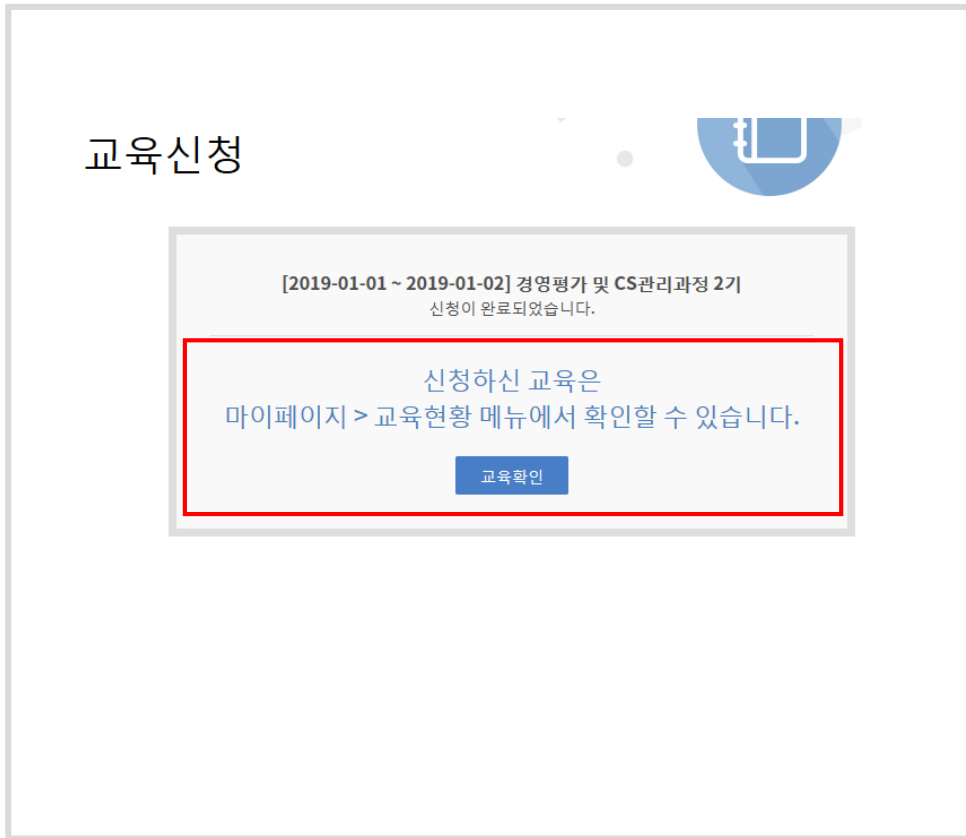 교육신청
[2019-01-01 ~ 2019-01-02] 경영평가 및 CS관리과정 2기
신청이 완료되었습니다.
신청하신 교육은
마이페이지 > 교육현황 메뉴에서 확인할 수 있습니다.
교육확인